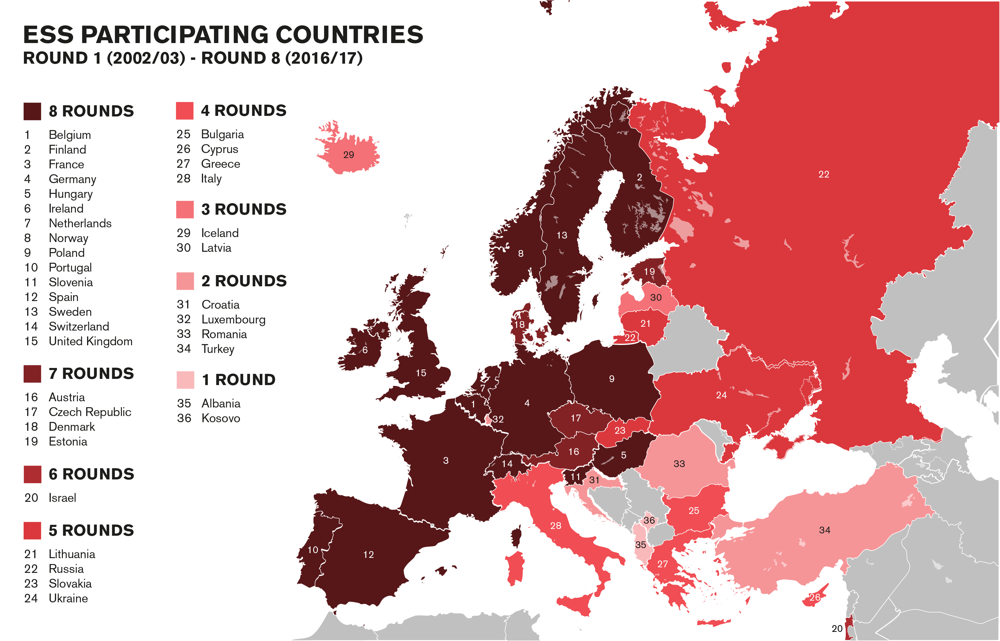 ESS PARTICIPATING COUNTRIES
ROUND 1 (2002/03) - ROUND 8 (2016/17)
8 ROUNDS
1 Belgium
2 Finland
3 France
4 Germany
5 Hungary
6 Ireland
7 Netherlands
8 Norway
9 Poland
10 Portugal
11 Slovenia
12 Spain
13 Sweden
14 Switzerland
15 United Kingdom
7 ROUNDS
16 Austria
17 Czech Republic
18 Denmark
19 Estonia
6 ROUNDS
20 Israel
5 ROUNDS
21 Lithuania
22 Russia
23 Slovakia
24 Ukraine
4 ROUNDS
25 Bulgaria
26 Cyprus
27 Greece
28 Italy
3 ROUNDS
29 Iceland
30 Latvia
2 ROUNDS
31 Croatia
32 Luxembourg
33 Romania
34 Turkey
1 ROUND
35 Albania
36 Kosovo
29
22
2
13
8
19
30
18
21
22
6
15
9
7
24
4
1
17
32
23
16
5
3
14
33
11
31
25
36
28
34
35
10
12
27
26
20